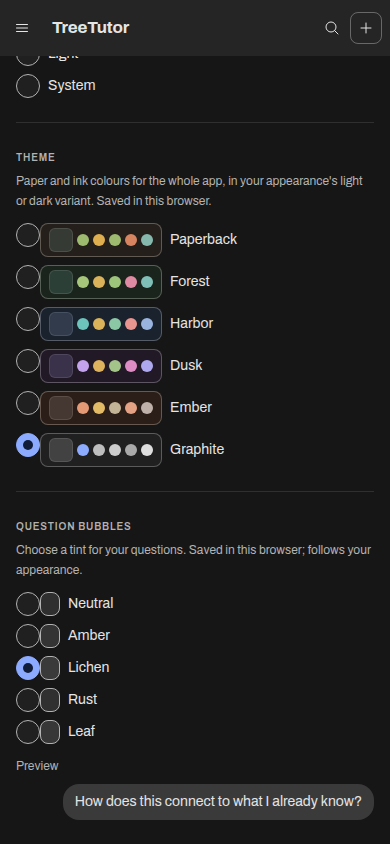 TreeTutor
Light
System
THEME
Paper and ink colours for the whole app, in your appearance's light
or dark variant. Saved in this browser.
Paperback
Forest
Harbor
Dusk
Ember
Graphite
QUESTION BUBBLES
Choose a tint for your questions. Saved in this browser; follows your
appearance.
Neutral
Amber
Lichen
Rust
Leaf
Preview
How does this connect to what I already know?